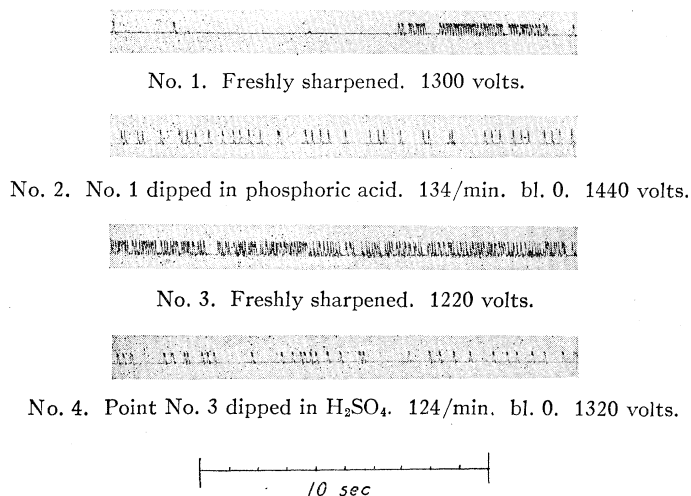 No. 1. Freshly sharpened. 1300 volts.
No. 2. No. 1 dipped in phosphoric acid. 134/min. bl. 0. 1440 volts.
No. 3. Freshly sharpened. 1220 volts.
No. 4. Point No. 3 dipped in H₂SO₄. 124/min. bl. 0. 1320 volts.
10 sec